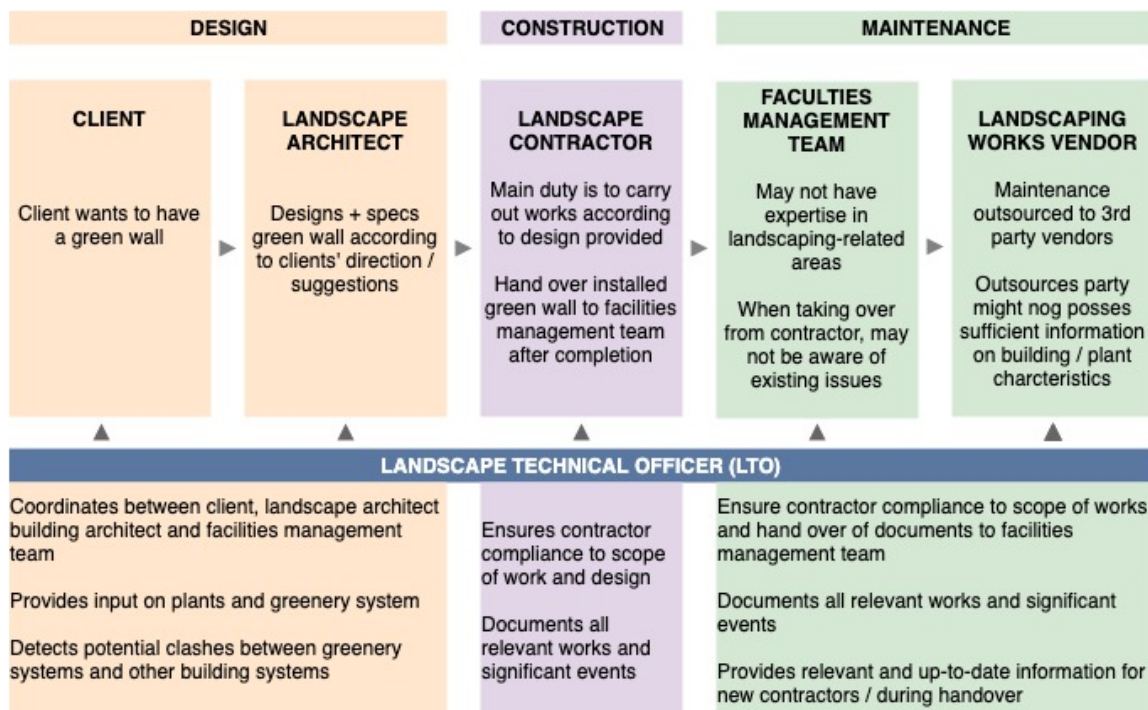 DESIGN
CONSTRUCTION
MAINTENANCE
CLIENT
Client wants to have
a green wall
LANDSCAPE
ARCHITECT
Designs + specs
green wall according
to clients' direction /
suggestions
LANDSCAPE
CONTRACTOR
Main duty is to carry
out works according
to design provided
Hand over installed
green wall to facilities
management team
after completion
FACULTIES
MANAGEMENT
TEAM
May not have
expertise in
landscaping-related
areas
When taking over
from contractor, may
not be aware of
existing issues
LANDSCAPING
WORKS VENDOR
Maintenance
outsourced to 3rd
party vendors
Outsources party
might nog posses
sufficient information
on building / plant
charcteristics
LANDSCAPE TECHNICAL OFFICER (LTO)
Coordinates between client, landscape architect
building architect and facilities management
team
Provides input on plants and greenery system
Detects potential clashes between greenery
systems and other building systems
Ensures contractor
compliance to scope
of work and design
Documents all
relevant works and
significant events
Ensure contractor compliance to scope of works
and hand over of documents to facilities
management team
Documents all relevant works and significant
events
Provides relevant and up-to-date information for
new contractors / during handover